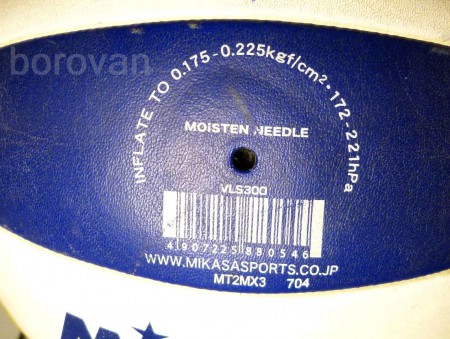 borovan
INFLATE TO 0.175-0.225kgf/cm²•172-221hPa
MOISTEN NEEDLE
VLS300
4907225880546
WWW.MIKASASPORTS.CO.JP
MT2MX3 704